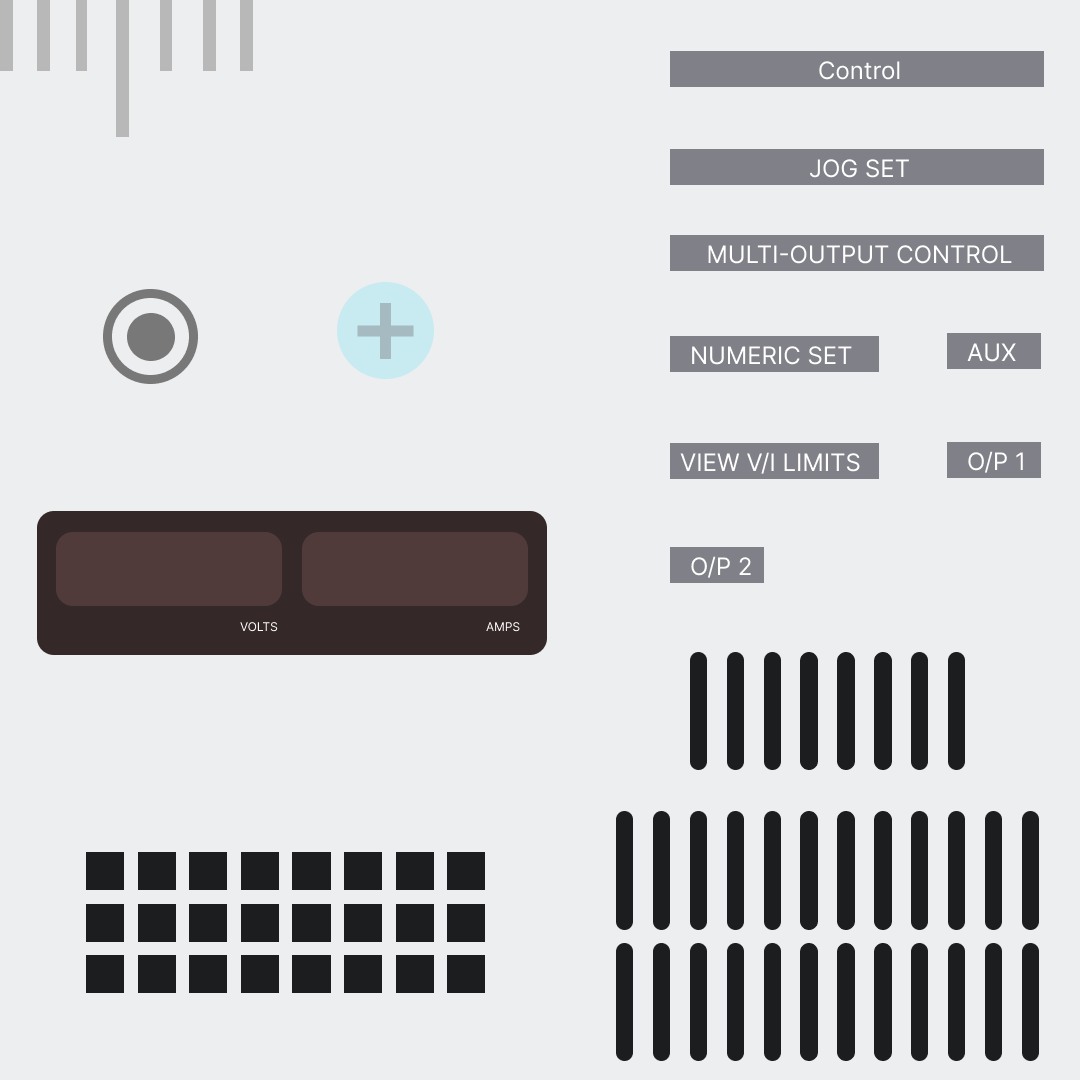 Control
JOG SET
MULTI-OUTPUT CONTROL
NUMERIC SET
AUX
VIEW V/I LIMITS
O/P 1
O/P 2
VOLTS
AMPS